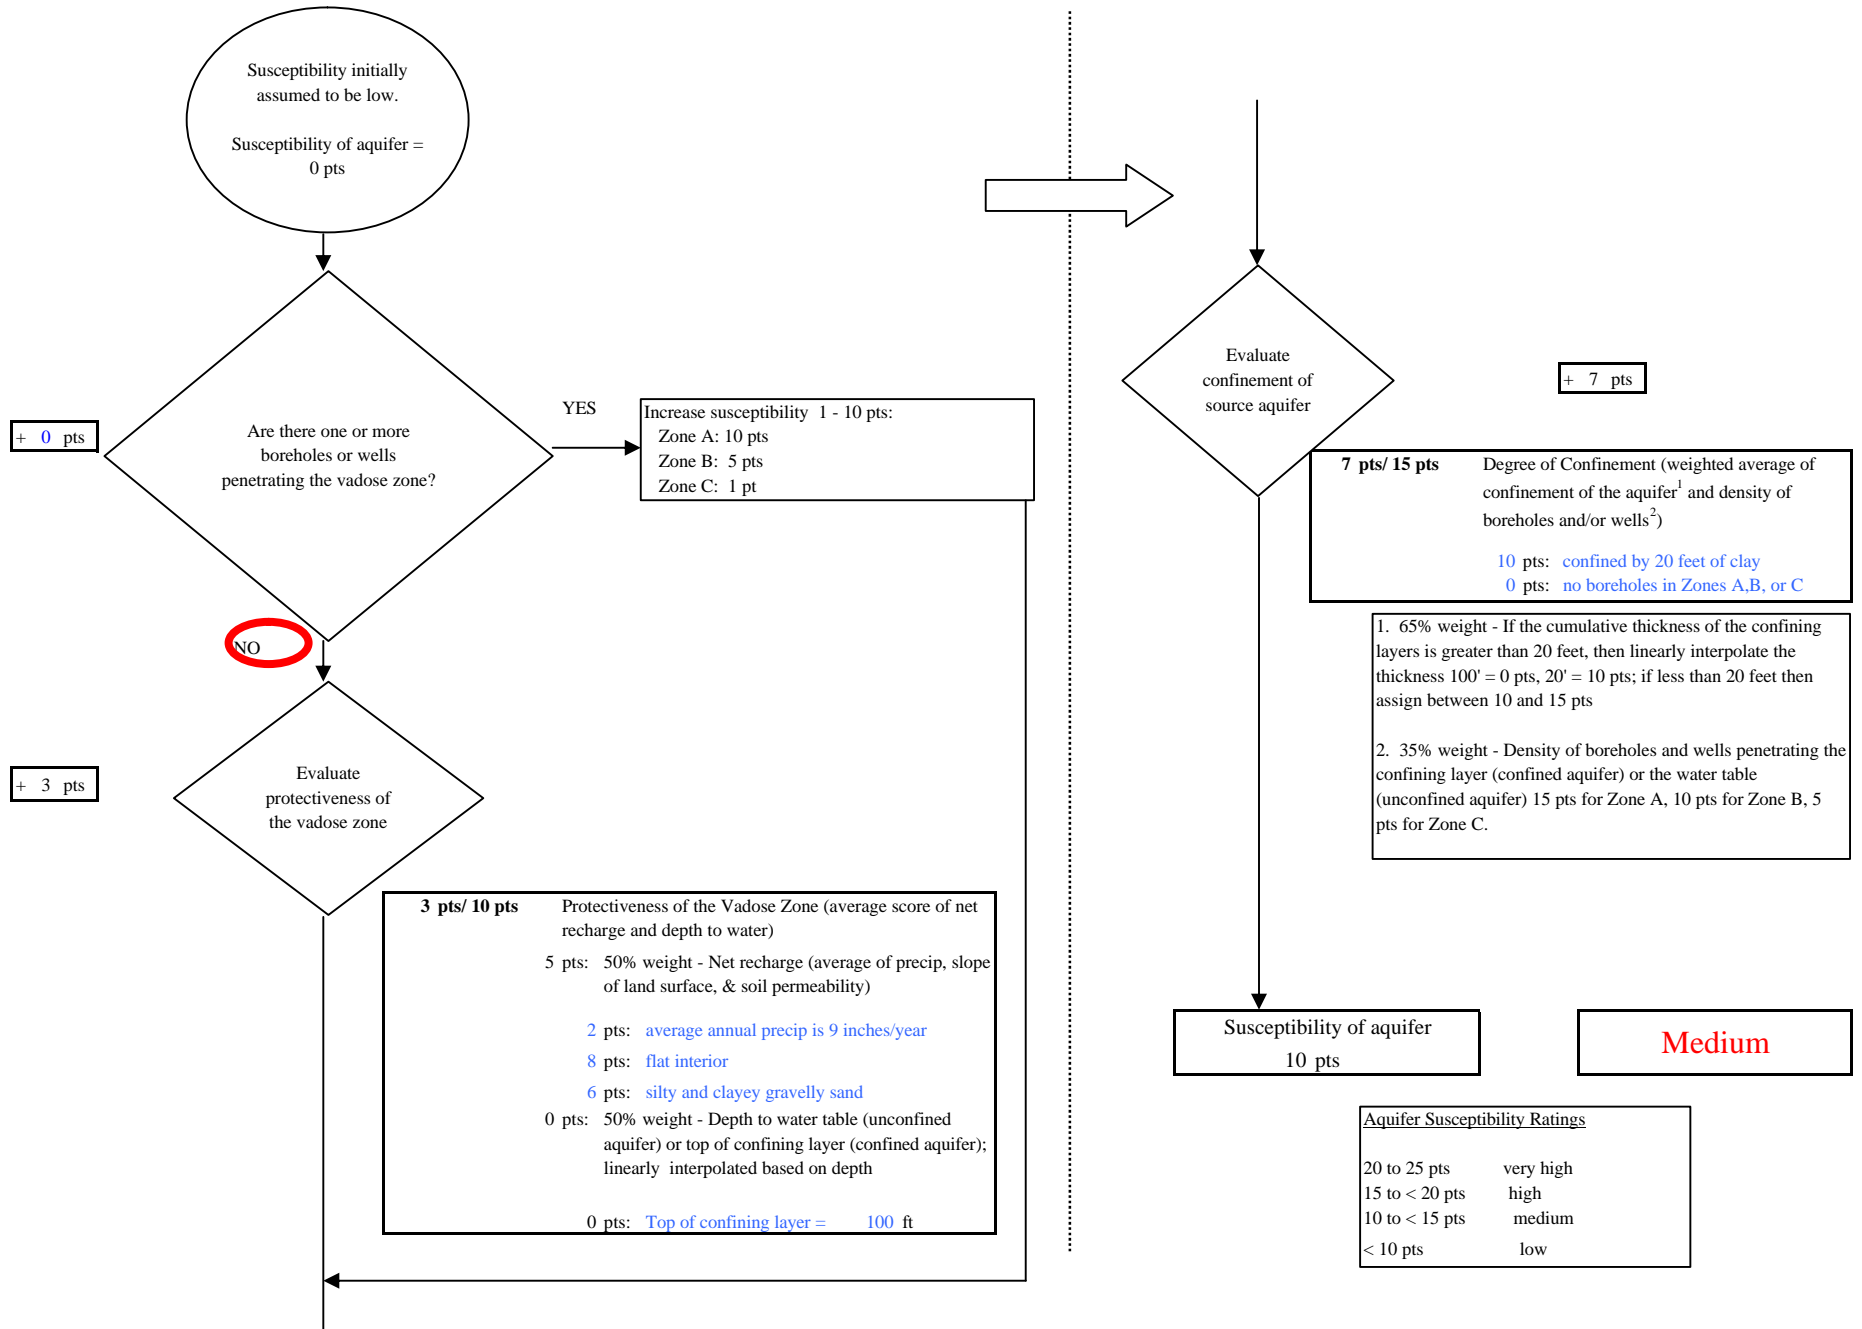 Susceptibility initially
assumed to be low.
Susceptibility of aquifer =
0 pts
+ 0 pts
Are there one or more
boreholes or wells
penetrating the vadose zone?
YES
Increase susceptibility 1 - 10 pts:
Zone A: 10 pts
Zone B: 5 pts
Zone C: 1 pt
NO
+ 3 pts
Evaluate
protectiveness of
the vadose zone
3 pts/ 10 pts Protectiveness of the Vadose Zone (average score of net
recharge and depth to water)
5 pts: 50% weight - Net recharge (average of precip, slope
of land surface, & soil permeability)
2 pts: average annual precip is 9 inches/year
8 pts: flat interior
6 pts: silty and clayey gravelly sand
0 pts: 50% weight - Depth to water table (unconfined
aquifer) or top of confining layer (confined aquifer);
linearly interpolated based on depth
0 pts: Top of confining layer = 100 ft
Evaluate
confinement of
source aquifer
+ 7 pts
7 pts/ 15 pts Degree of Confinement (weighted average of
confinement of the aquifer1 and density of
boreholes and/or wells2)
10 pts: confined by 20 feet of clay
0 pts: no boreholes in Zones A,B, or C
1. 65% weight - If the cumulative thickness of the confining
layers is greater than 20 feet, then linearly interpolate the
thickness 100' = 0 pts, 20' = 10 pts; if less than 20 feet then
assign between 10 and 15 pts
2. 35% weight - Density of boreholes and wells penetrating the
confining layer (confined aquifer) or the water table
(unconfined aquifer) 15 pts for Zone A, 10 pts for Zone B, 5
pts for Zone C.
Susceptibility of aquifer
10 pts
Medium
Aquifer Susceptibility Ratings
20 to 25 pts very high
15 to < 20 pts high
10 to < 15 pts medium
< 10 pts low